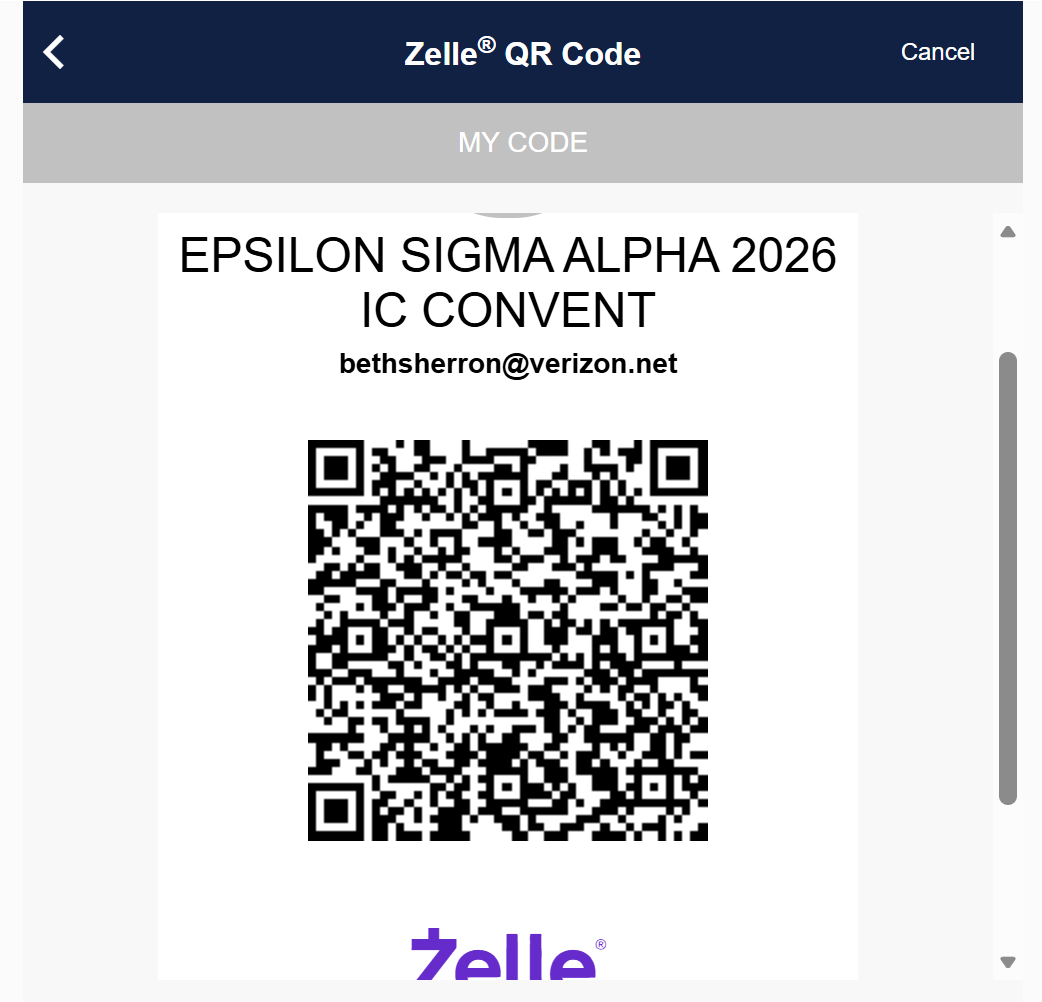 Zelle® QR Code
Cancel
MY CODE
EPSILON SIGMA ALPHA 2026
IC CONVENT
bethsherron@verizon.net
Zelle®